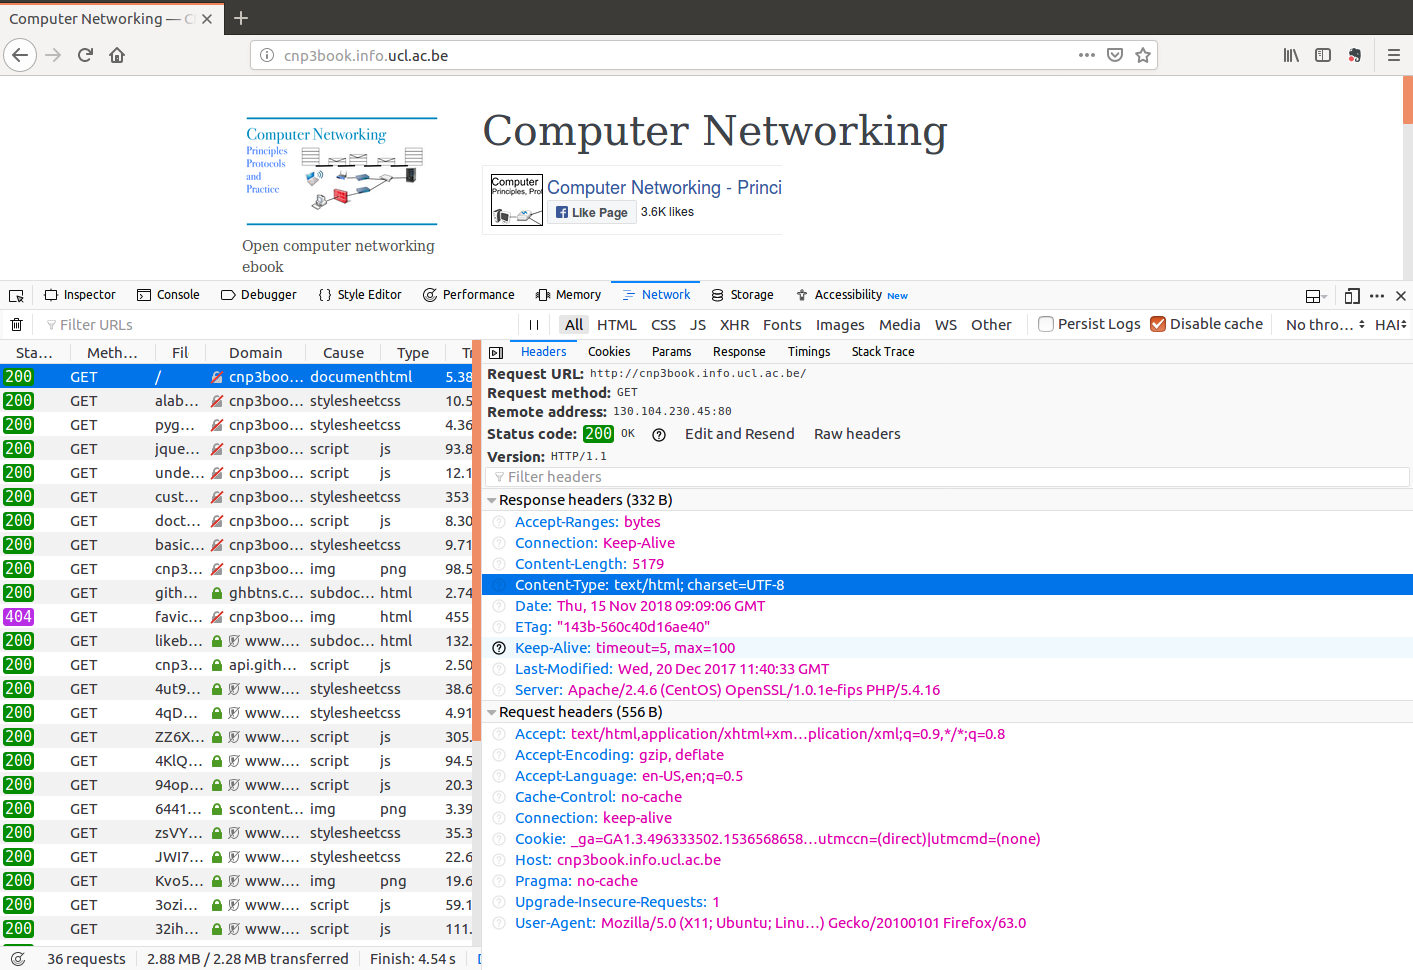 Computer Networking — C
cnp3book.info.ucl.ac.be
Computer Networking
Principles
Protocols
and
Practice
Open computer networking
ebook
Computer Networking
Computer
Principles, Pro
Computer Networking - Princi
Like Page 3.6K likes
Inspector Console Debugger { } Style Editor Performance Memory Network Storage Accessibility New
Filter URLs All HTML CSS JS XHR Fonts Images Media WS Other Persist Logs Disable cache No thro... HAI
Sta... Meth... Fil Domain Cause Type Tr
200 GET / cnp3boo... document html 5.38
200 GET alab... cnp3boo... stylesheet css 10.5
200 GET pyg... cnp3boo... stylesheet css 4.36
200 GET jque... cnp3boo... script js 93.8
200 GET unde... cnp3boo... script js 12.1
200 GET cust... cnp3boo... stylesheet css 353
200 GET doct... cnp3boo... script js 8.30
200 GET basic... cnp3boo... stylesheet css 9.71
200 GET cnp3... cnp3boo... img png 98.5
200 GET gith... ghbtns.c... subdoc... html 2.74
404 GET favic... cnp3boo... img html 455
200 GET likeb... www.... subdoc... html 132.
200 GET cnp3... api.gith... script js 2.50
200 GET 4ut9... www.... script js 38.6
200 GET 4qD... www.... stylesheet css 4.91
200 GET ZZ6X... www.... script js 305.
200 GET 4KlQ... www.... script js 94.5
200 GET 94op... www.... script js 20.3
200 GET 6441... scontent... img png 3.39
200 GET zsVY... www.... stylesheet css 35.3
200 GET JWI7... www.... stylesheet css 22.6
200 GET Kvo5... www.... img png 19.6
200 GET 3ozi... www.... script js 59.1
200 GET 32ih... www.... script js 111.
36 requests 2.88 MB / 2.28 MB transferred Finish: 4.54 s
Headers Cookies Params Response Timings Stack Trace
Request URL: http://cnp3book.info.ucl.ac.be/
Request method: GET
Remote address: 130.104.230.45:80
Status code: 200 OK Edit and Resend Raw headers
Version: HTTP/1.1
Filter headers
Response headers (332 B)
Accept-Ranges: bytes
Connection: Keep-Alive
Content-Length: 5179
Content-Type: text/html; charset=UTF-8
Date: Thu, 15 Nov 2018 09:09:06 GMT
ETag: "143b-560c40d16ae40"
Keep-Alive: timeout=5, max=100
Last-Modified: Wed, 20 Dec 2017 11:40:33 GMT
Server: Apache/2.4.6 (CentOS) OpenSSL/1.0.1e-fips PHP/5.4.16
Request headers (556 B)
Accept: text/html,application/xhtml+xm...plication/xml;q=0.9,*/*;q=0.8
Accept-Encoding: gzip, deflate
Accept-Language: en-US,en;q=0.5
Cache-Control: no-cache
Connection: keep-alive
Cookie: _ga=GA1.3.496333502.1536568658...utmccn=(direct)|utmcmd=(none)
Host: cnp3book.info.ucl.ac.be
Pragma: no-cache
Upgrade-Insecure-Requests: 1
User-Agent: Mozilla/5.0 (X11; Ubuntu; Linu...) Gecko/20100101 Firefox/63.0